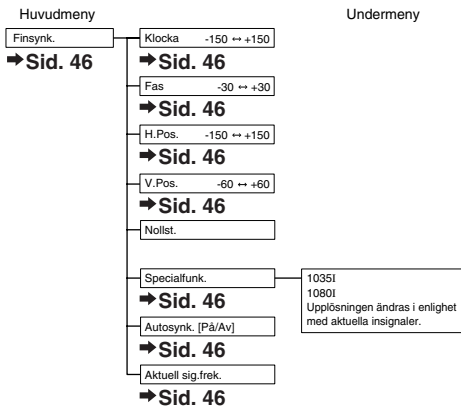 Huvudmeny
Undermeny
Finsynk.
➡Sid. 46
Klocka -150 ↔ +150
➡Sid. 46
Fas -30 ↔ +30
➡Sid. 46
H.Pos. -150 ↔ +150
➡Sid. 46
V.Pos. -60 ↔ +60
➡Sid. 46
Nollst.
Specialfunk.
➡Sid. 46
1035I
1080I
Upplösningen ändras i enlighet
med aktuella insignaler.
Autosynk. [På/Av]
➡Sid. 46
Aktuell sig.frek.
➡Sid. 46